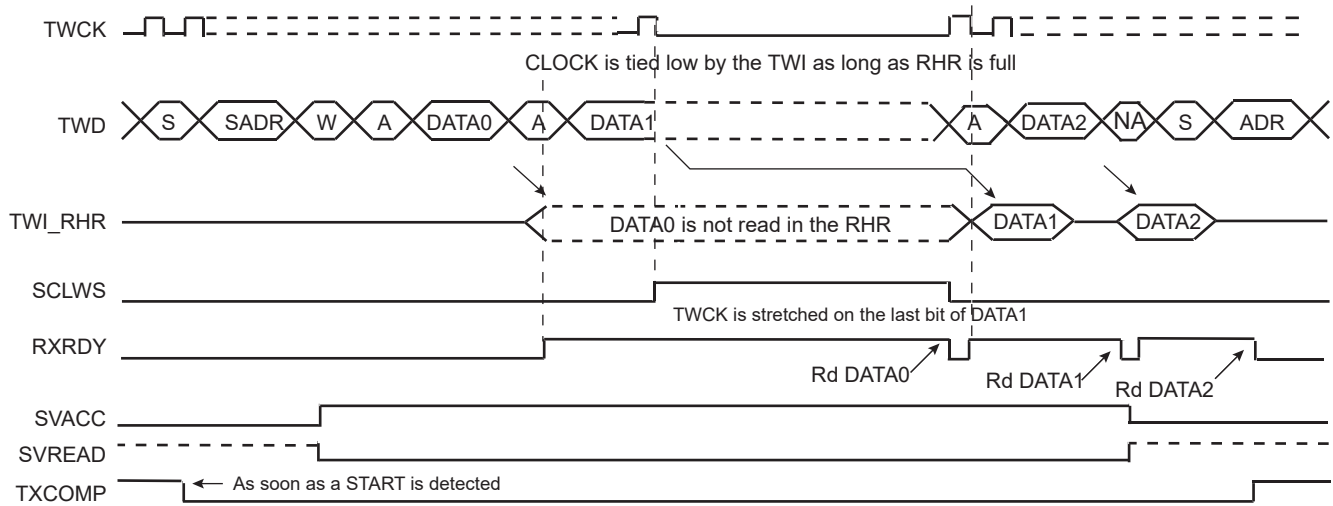 TWCK
CLOCK is tied low by the TWI as long as RHR is full
TWD S SADR W A DATA0 A DATA1 A DATA2 NA S ADR
TWI_RHR DATA0 is not read in the RHR DATA1 DATA2
SCLWS
TWCK is stretched on the last bit of DATA1
RXRDY
Rd DATA0 Rd DATA1 Rd DATA2
SVACC
SVREAD
TXCOMP As soon as a START is detected